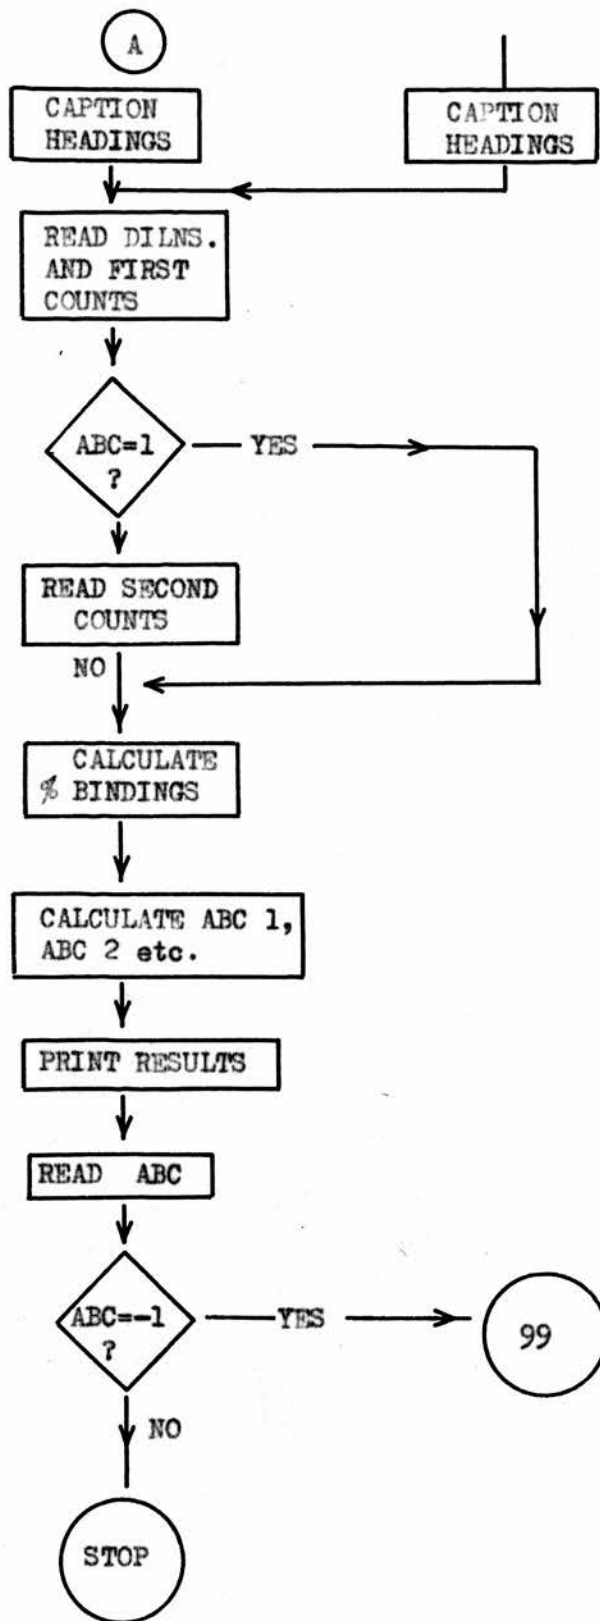 A
CAPTION
HEADINGS
CAPTION
HEADINGS
READ DILNS.
AND FIRST
COUNTS
ABC=1
?
YES
READ SECOND
COUNTS
NO
CALCULATE
% BINDINGS
CALCULATE ABC 1,
ABC 2 etc.
PRINT RESULTS
READ ABC
ABC=-1
?
YES
99
NO
STOP